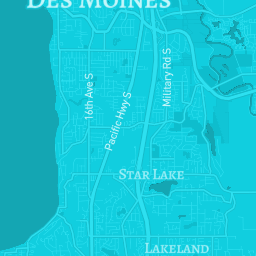 DES MOINES
16th Ave S
Pacific Hwy S
Military Rd S
STAR LAKE
LAKELAND